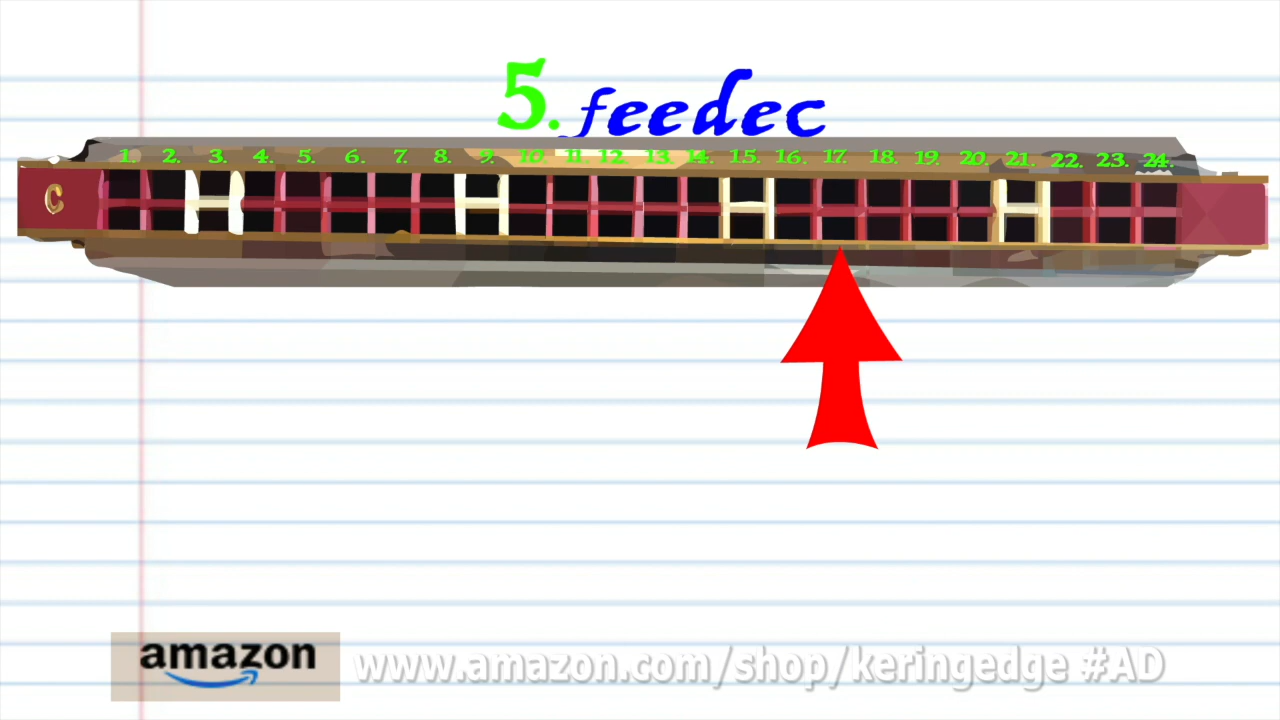 5. feedec
1. 2. 3. 4. 5. 6. 7. 8. 9. 10. 11. 12. 13. 14. 15. 16. 17. 18. 19. 20. 21. 22. 23. 24.
C
amazon www.amazon.com/shop/keringedge #AD